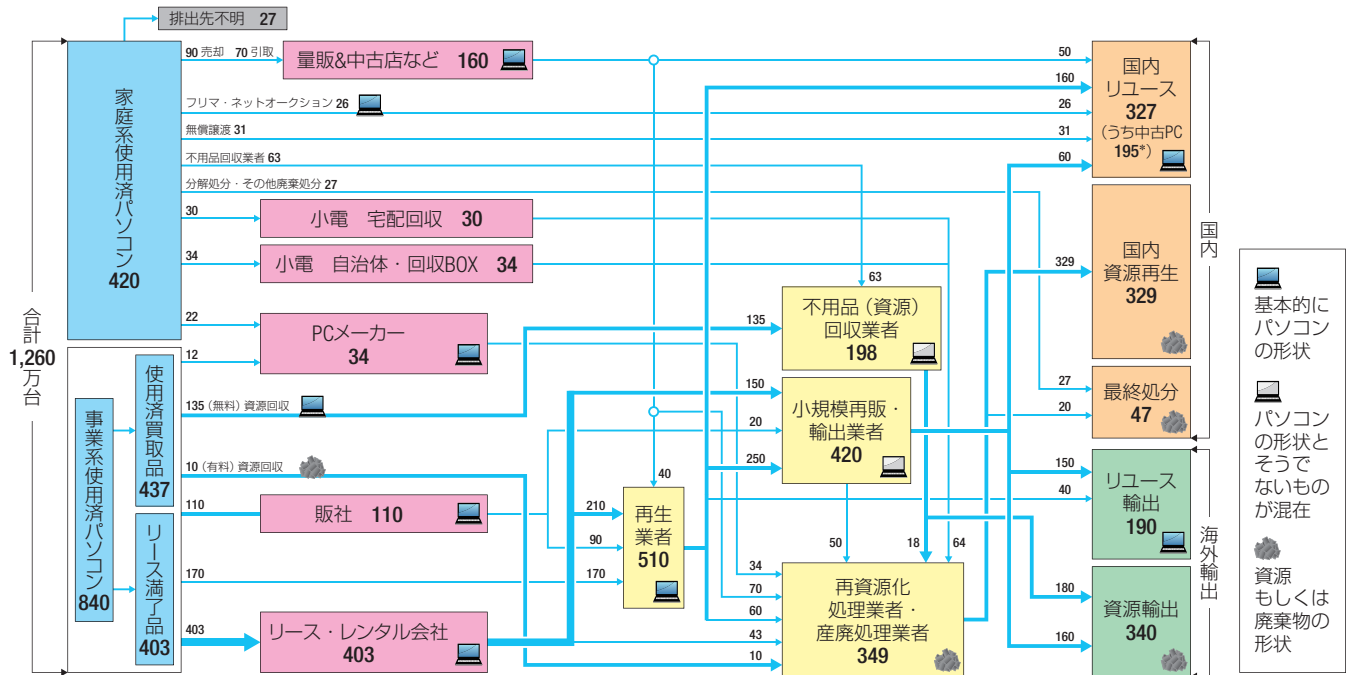 排出先不明 27
合計
1,260
万台
家庭系使用済パソコン
420
90 売却 70 引取
量販&中古店など 160
フリマ・ネットオークション 26
無償譲渡 31
不用品回収業者 63
分解処分・その他廃棄処分 27
30
小電 宅配回収 30
34
小電 自治体・回収BOX 34
22
12
PCメーカー
34
事業系使用済パソコン
840
使用済買取品
437
リース満了品
403
135 (無料) 資源回収
10 (有料) 資源回収
110
販社 110
170
403
リース・レンタル会社
403
210
90
170
40
再生
業者
510
135
63
不用品（資源）
回収業者
198
150
20
250
小規模再販・
輸出業者
420
50
18
64
34
70
60
43
10
再資源化
処理業者・
産廃処理業者
349
50
160
26
31
60
国内
リユース
327
（うち中古PC
195*）
329
国内
資源再生
329
27
20
最終処分
47
150
40
リユース
輸出
190
180
160
資源輸出
340
国内
海外輸出
基本的に
パソコン
の形状
パソコン
の形状と
そうで
ないもの
が混在
資源
もしくは
廃棄物の
形状